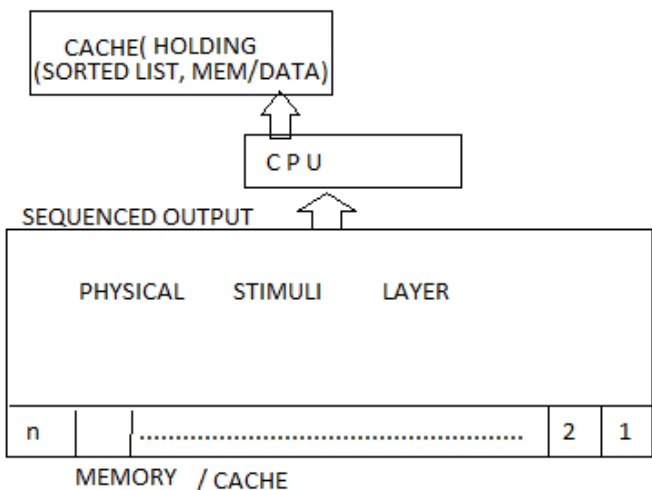 CACHE( HOLDING
(SORTED LIST, MEM/DATA)
C P U
SEQUENCED OUTPUT
PHYSICAL STIMULI LAYER
n ................................................... 2 1
MEMORY / CACHE